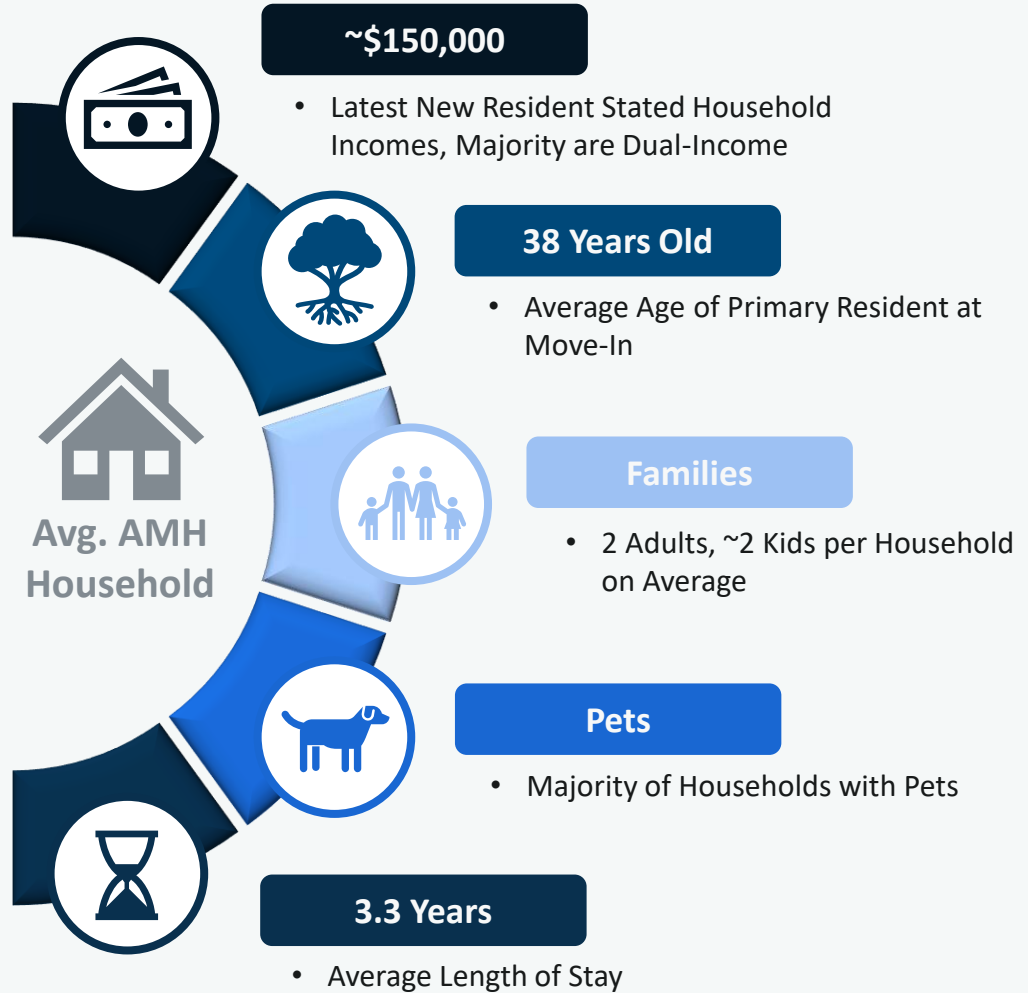 ~$150,000
• Latest New Resident Stated Household
Incomes, Majority are Dual-Income
38 Years Old
• Average Age of Primary Resident at
Move-In
Avg. AMH
Household
Families
• 2 Adults, ~2 Kids per Household
on Average
Pets
• Majority of Households with Pets
3.3 Years
• Average Length of Stay